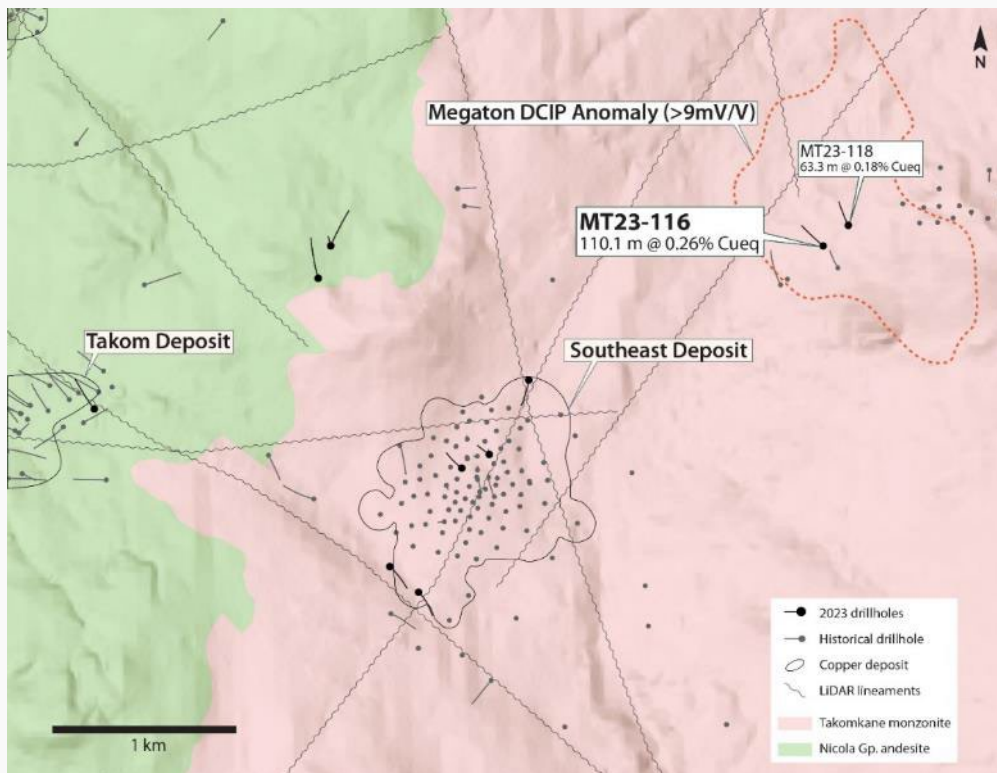 N
Megaton DCIP Anomaly (>9mV/V)
MT23-118
63.3 m @ 0.18% Cueq
MT23-116
110.1 m @ 0.26% Cueq
Takom Deposit
Southeast Deposit
2023 drillholes
Historical drillhole
Copper deposit
LiDAR lineaments
Takomkane monzonite
Nicola Gp. andesite
1 km